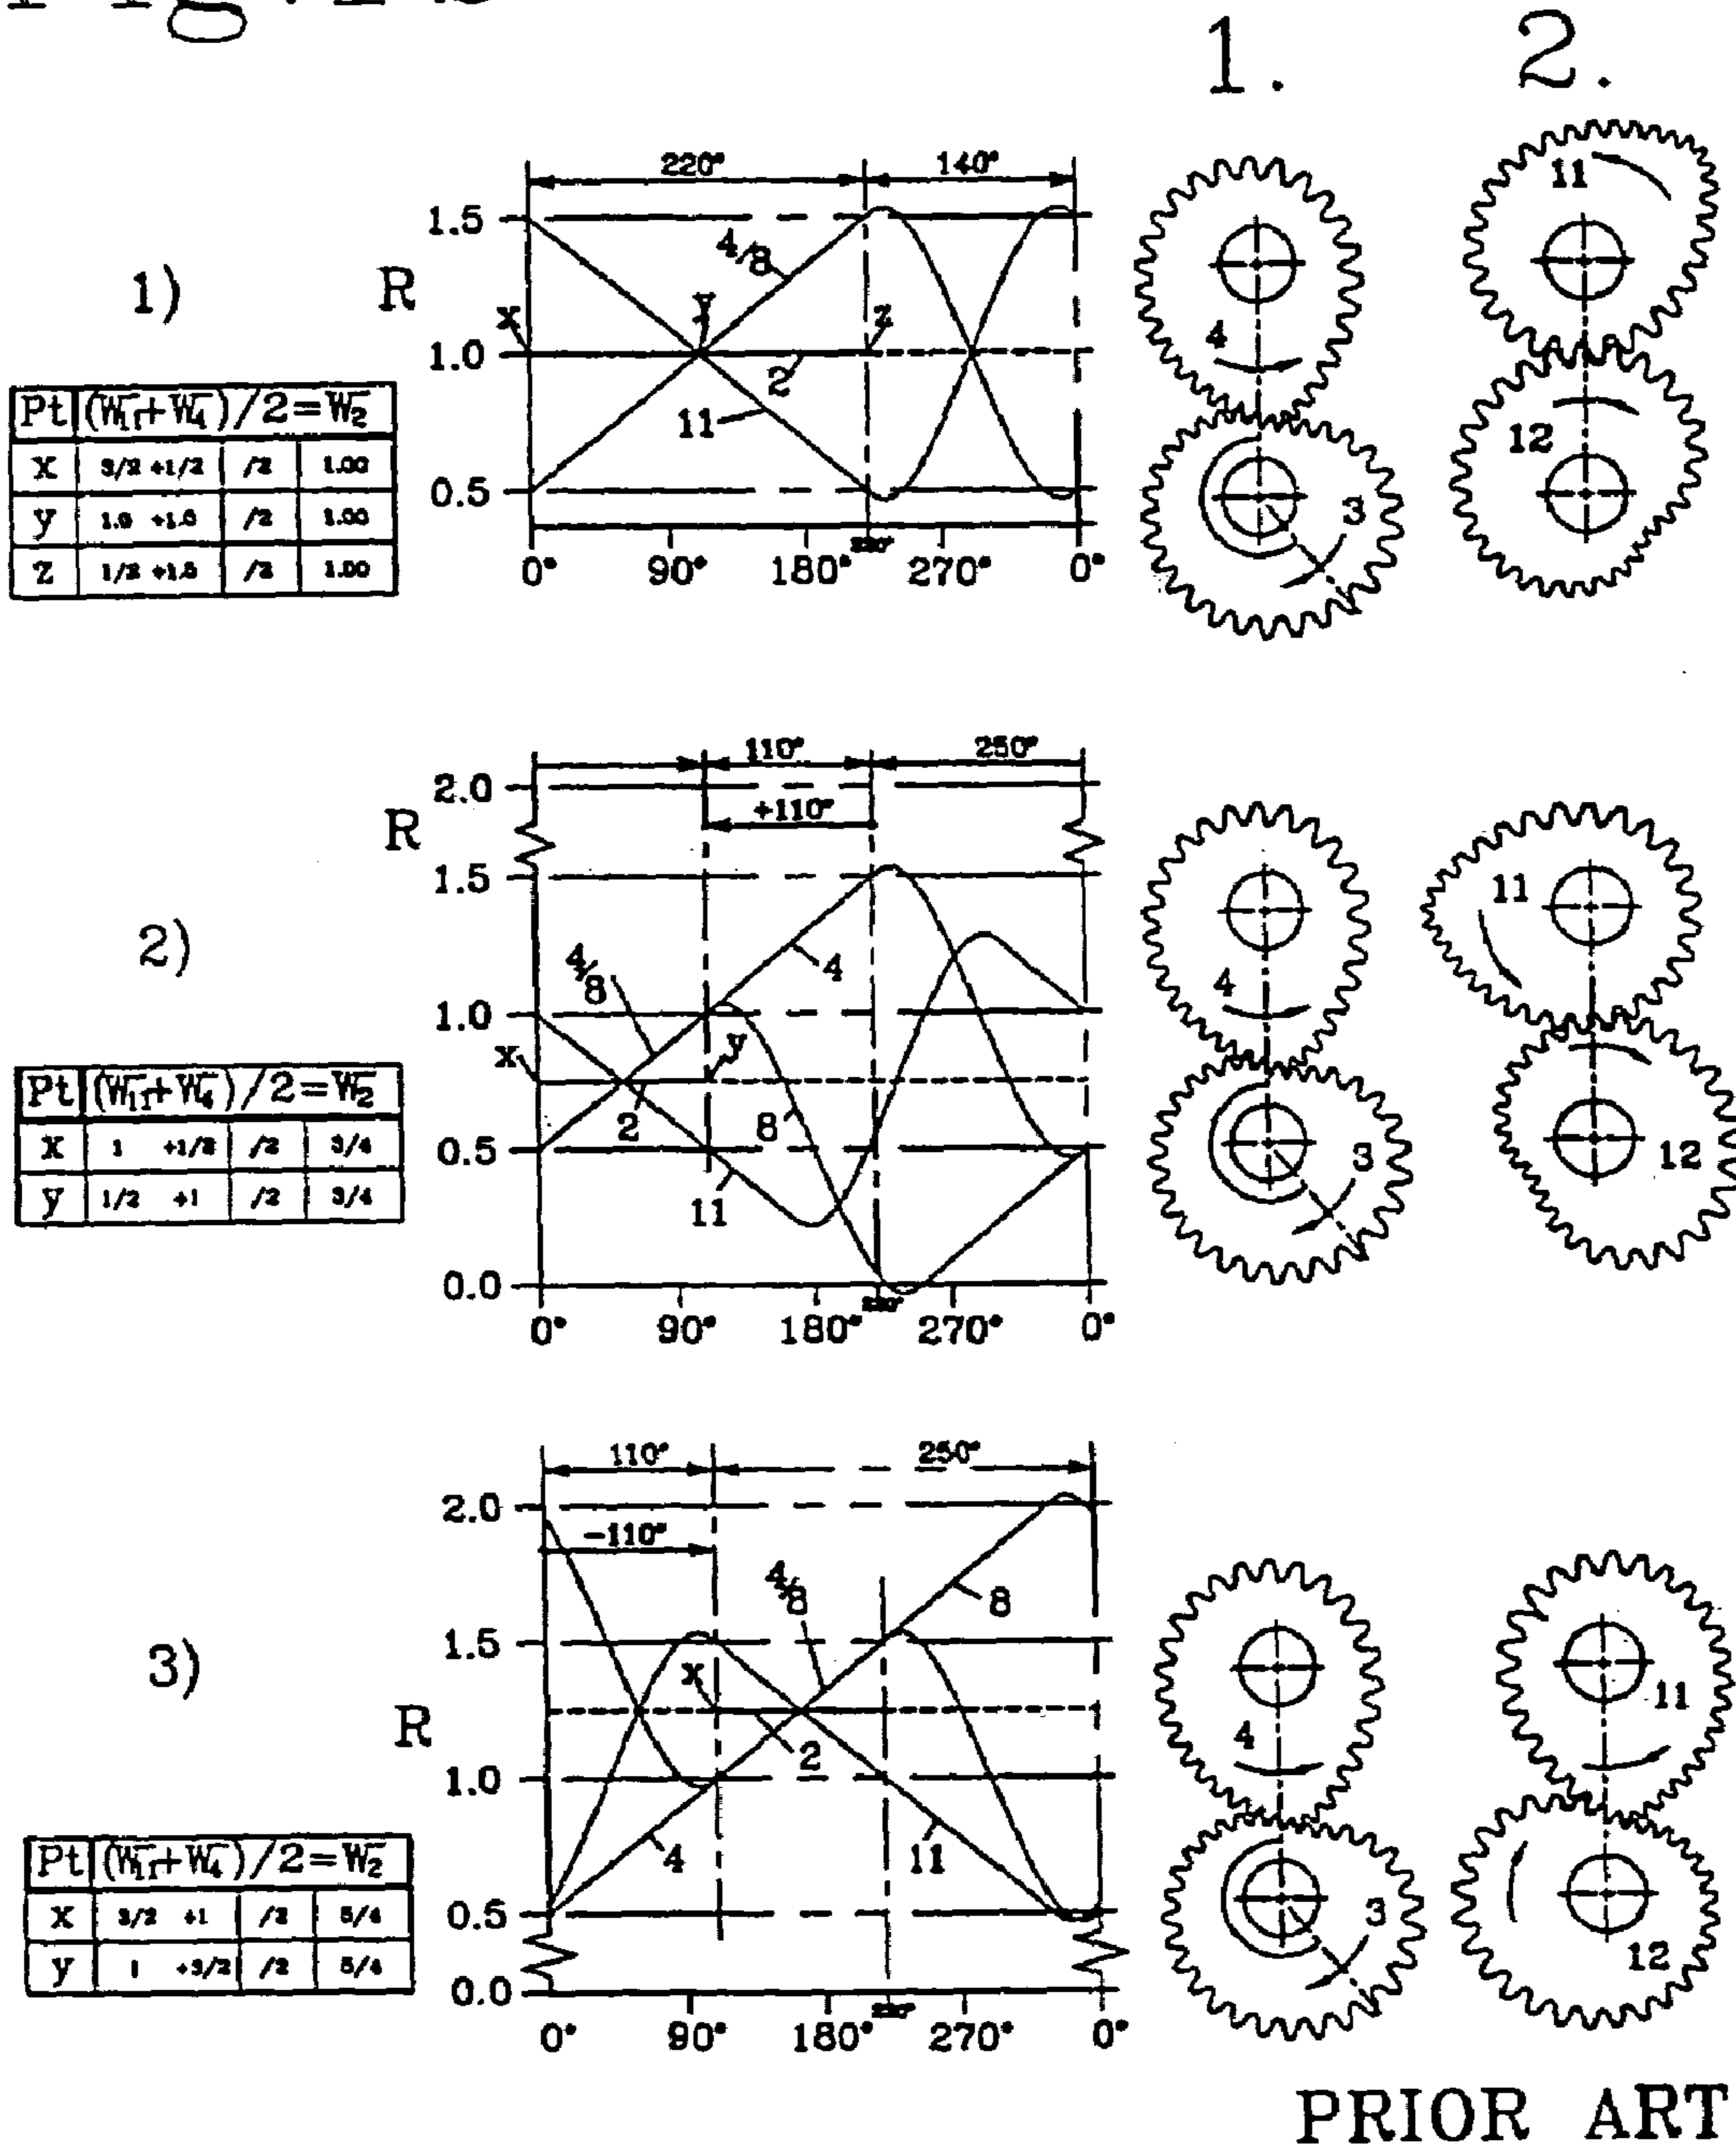 1. 2.
1)
220° 140°
1.5
R
4/8
x y z
1.0
2
11
0.5
220°
0° 90° 180° 270° 0°
Pt (W11+W4)/2=W2
X 3/2 +1/2 /2 1.00
y 1.0 +1.0 /2 1.00
Z 1/2 +1.5 /2 1.00
4
3
11
12
2)
110° 250°
2.0
+110°
R
1.5
4/8 4
1.0
x y
2 8
0.5
11
0.0
220°
0° 90° 180° 270° 0°
Pt (W11+W4)/2=W2
X 1 +1/2 /2 3/4
y 1/2 +1 /2 3/4
4
3
11
12
3)
110° 250°
2.0
-110°
4/8 8
1.5
x
R
2
1.0
4 11
0.5
0.0
220°
0° 90° 180° 270° 0°
Pt (W11+W4)/2=W2
X 3/2 +1 /2 5/4
y 1 +3/2 /2 5/4
4
3
11
12
PRIOR ART